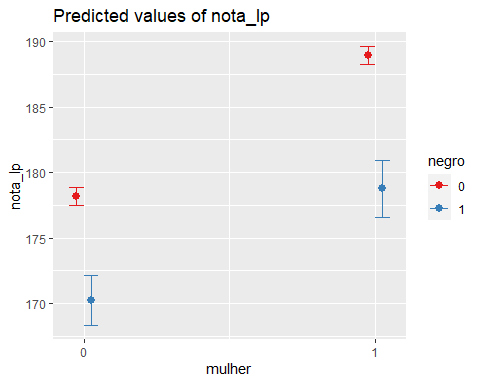 Predicted values of nota_lp
190
185
180
175
170
nota_lp
0
1
mulher
negro
0
1